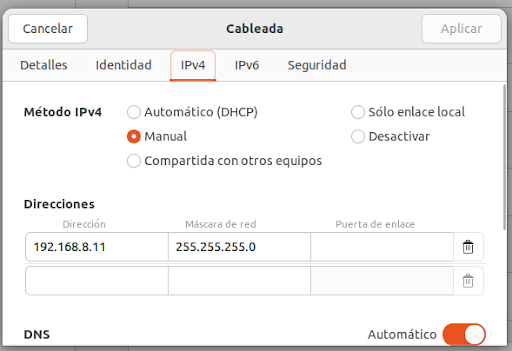 Cancelar Cableada Aplicar
Detalles Identidad IPv4 IPv6 Seguridad
Método IPv4 Automático (DHCP) Sólo enlace local
Manual Desactivar
Compartida con otros equipos
Direcciones
Dirección Máscara de red Puerta de enlace
192.168.8.11 255.255.255.0
DNS Automático